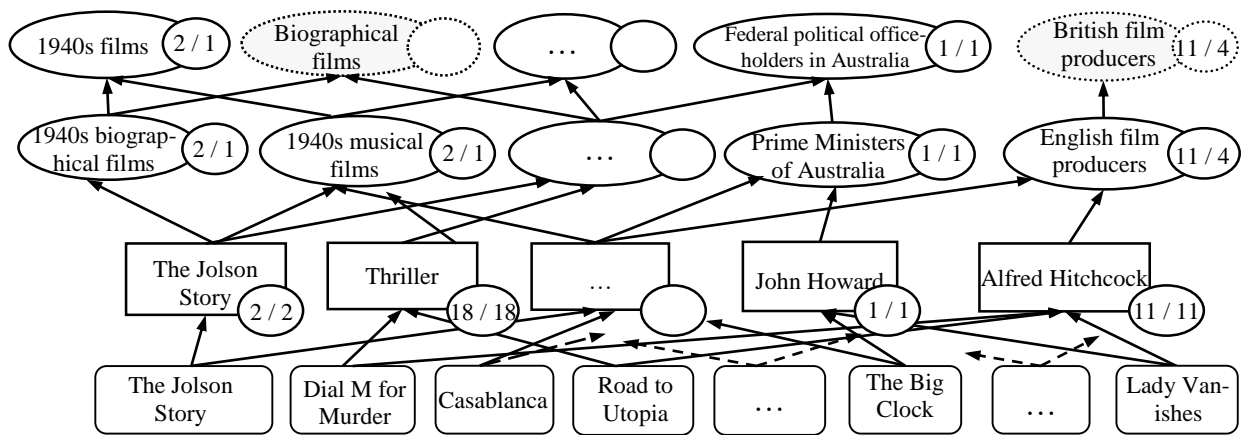 1940s films
2 / 1
Biographical
films
...
Federal political office-
holders in Australia
1 / 1
British film
producers
11 / 4
1940s biograp-
hical films
2 / 1
1940s musical
films
2 / 1
...
Prime Ministers
of Australia
1 / 1
English film
producers
11 / 4
The Jolson
Story
2 / 2
Thriller
18 / 18
...
John Howard
1 / 1
Alfred Hitchcock
11 / 11
The Jolson
Story
Dial M for
Murder
Casablanca
Road to
Utopia
...
The Big
Clock
...
Lady Van-
ishes